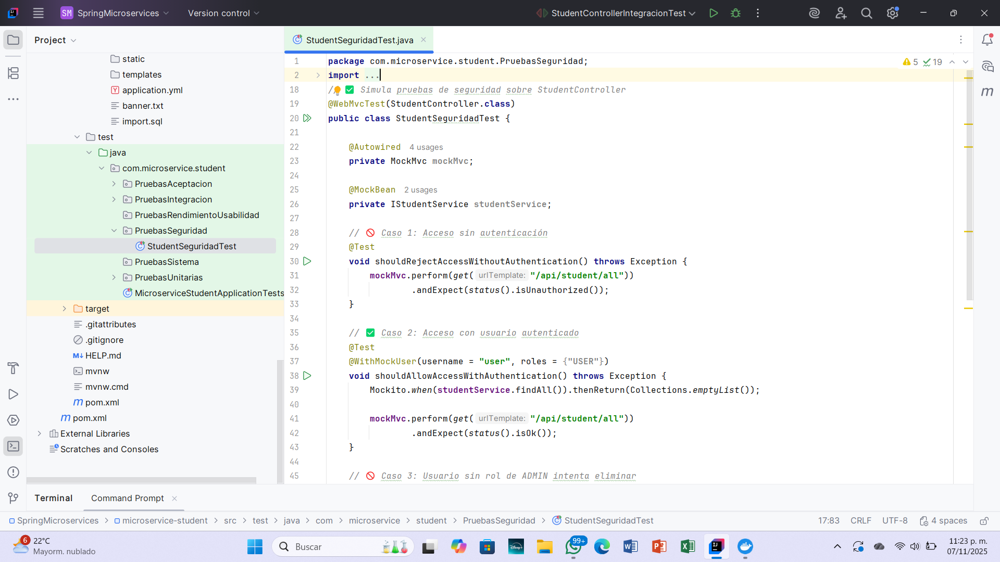 SM SpringMicroservices Version control StudentControllerIntegracionTest
Project
static
templates
application.yml
banner.txt
import.sql
test
java
com.microservice.student
PruebasAceptacion
PruebasIntegracion
PruebasRendimientoUsabilidad
PruebasSeguridad
StudentSeguridadTest
PruebasSistema
PruebasUnitarias
MicroserviceStudentApplicationTests
target
.gitattributes
.gitignore
M↓ HELP.md
mvnw
mvnw.cmd
m pom.xml
m pom.xml
External Libraries
Scratches and Consoles
StudentSeguridadTest.java
5 19
1 package com.microservice.student.PruebasSeguridad;
2 import ...
18 / ✅ Simula pruebas de seguridad sobre StudentController
19 @WebMvcTest(StudentController.class)
20 public class StudentSeguridadTest {
21
22 @Autowired 4 usages
23 private MockMvc mockMvc;
24
25 @MockBean 2 usages
26 private IStudentService studentService;
27
28 // 🚫 Caso 1: Acceso sin autenticación
29 @Test
30 void shouldRejectAccessWithoutAuthentication() throws Exception {
31 mockMvc.perform(get( urlTemplate: "/api/student/all"))
32 .andExpect(status().isUnauthorized());
33 }
34
35 // ✅ Caso 2: Acceso con usuario autenticado
36 @Test
37 @WithMockUser(username = "user", roles = {"USER"})
38 void shouldAllowAccessWithAuthentication() throws Exception {
39 Mockito.when(studentService.findAll()).thenReturn(Collections.emptyList());
40
41 mockMvc.perform(get( urlTemplate: "/api/student/all"))
42 .andExpect(status().isOk());
43 }
44
45 // 🚫 Caso 3: Usuario sin rol de ADMIN intenta eliminar
m
Terminal Command Prompt
SpringMicroservices > microservice-student > src > test > java > com > microservice > student > PruebasSeguridad > StudentSeguridadTest 17:83 CRLF UTF-8 4 spaces
6 22°C
Mayorm. nublado
Buscar
99+
11:23 p. m.
07/11/2025